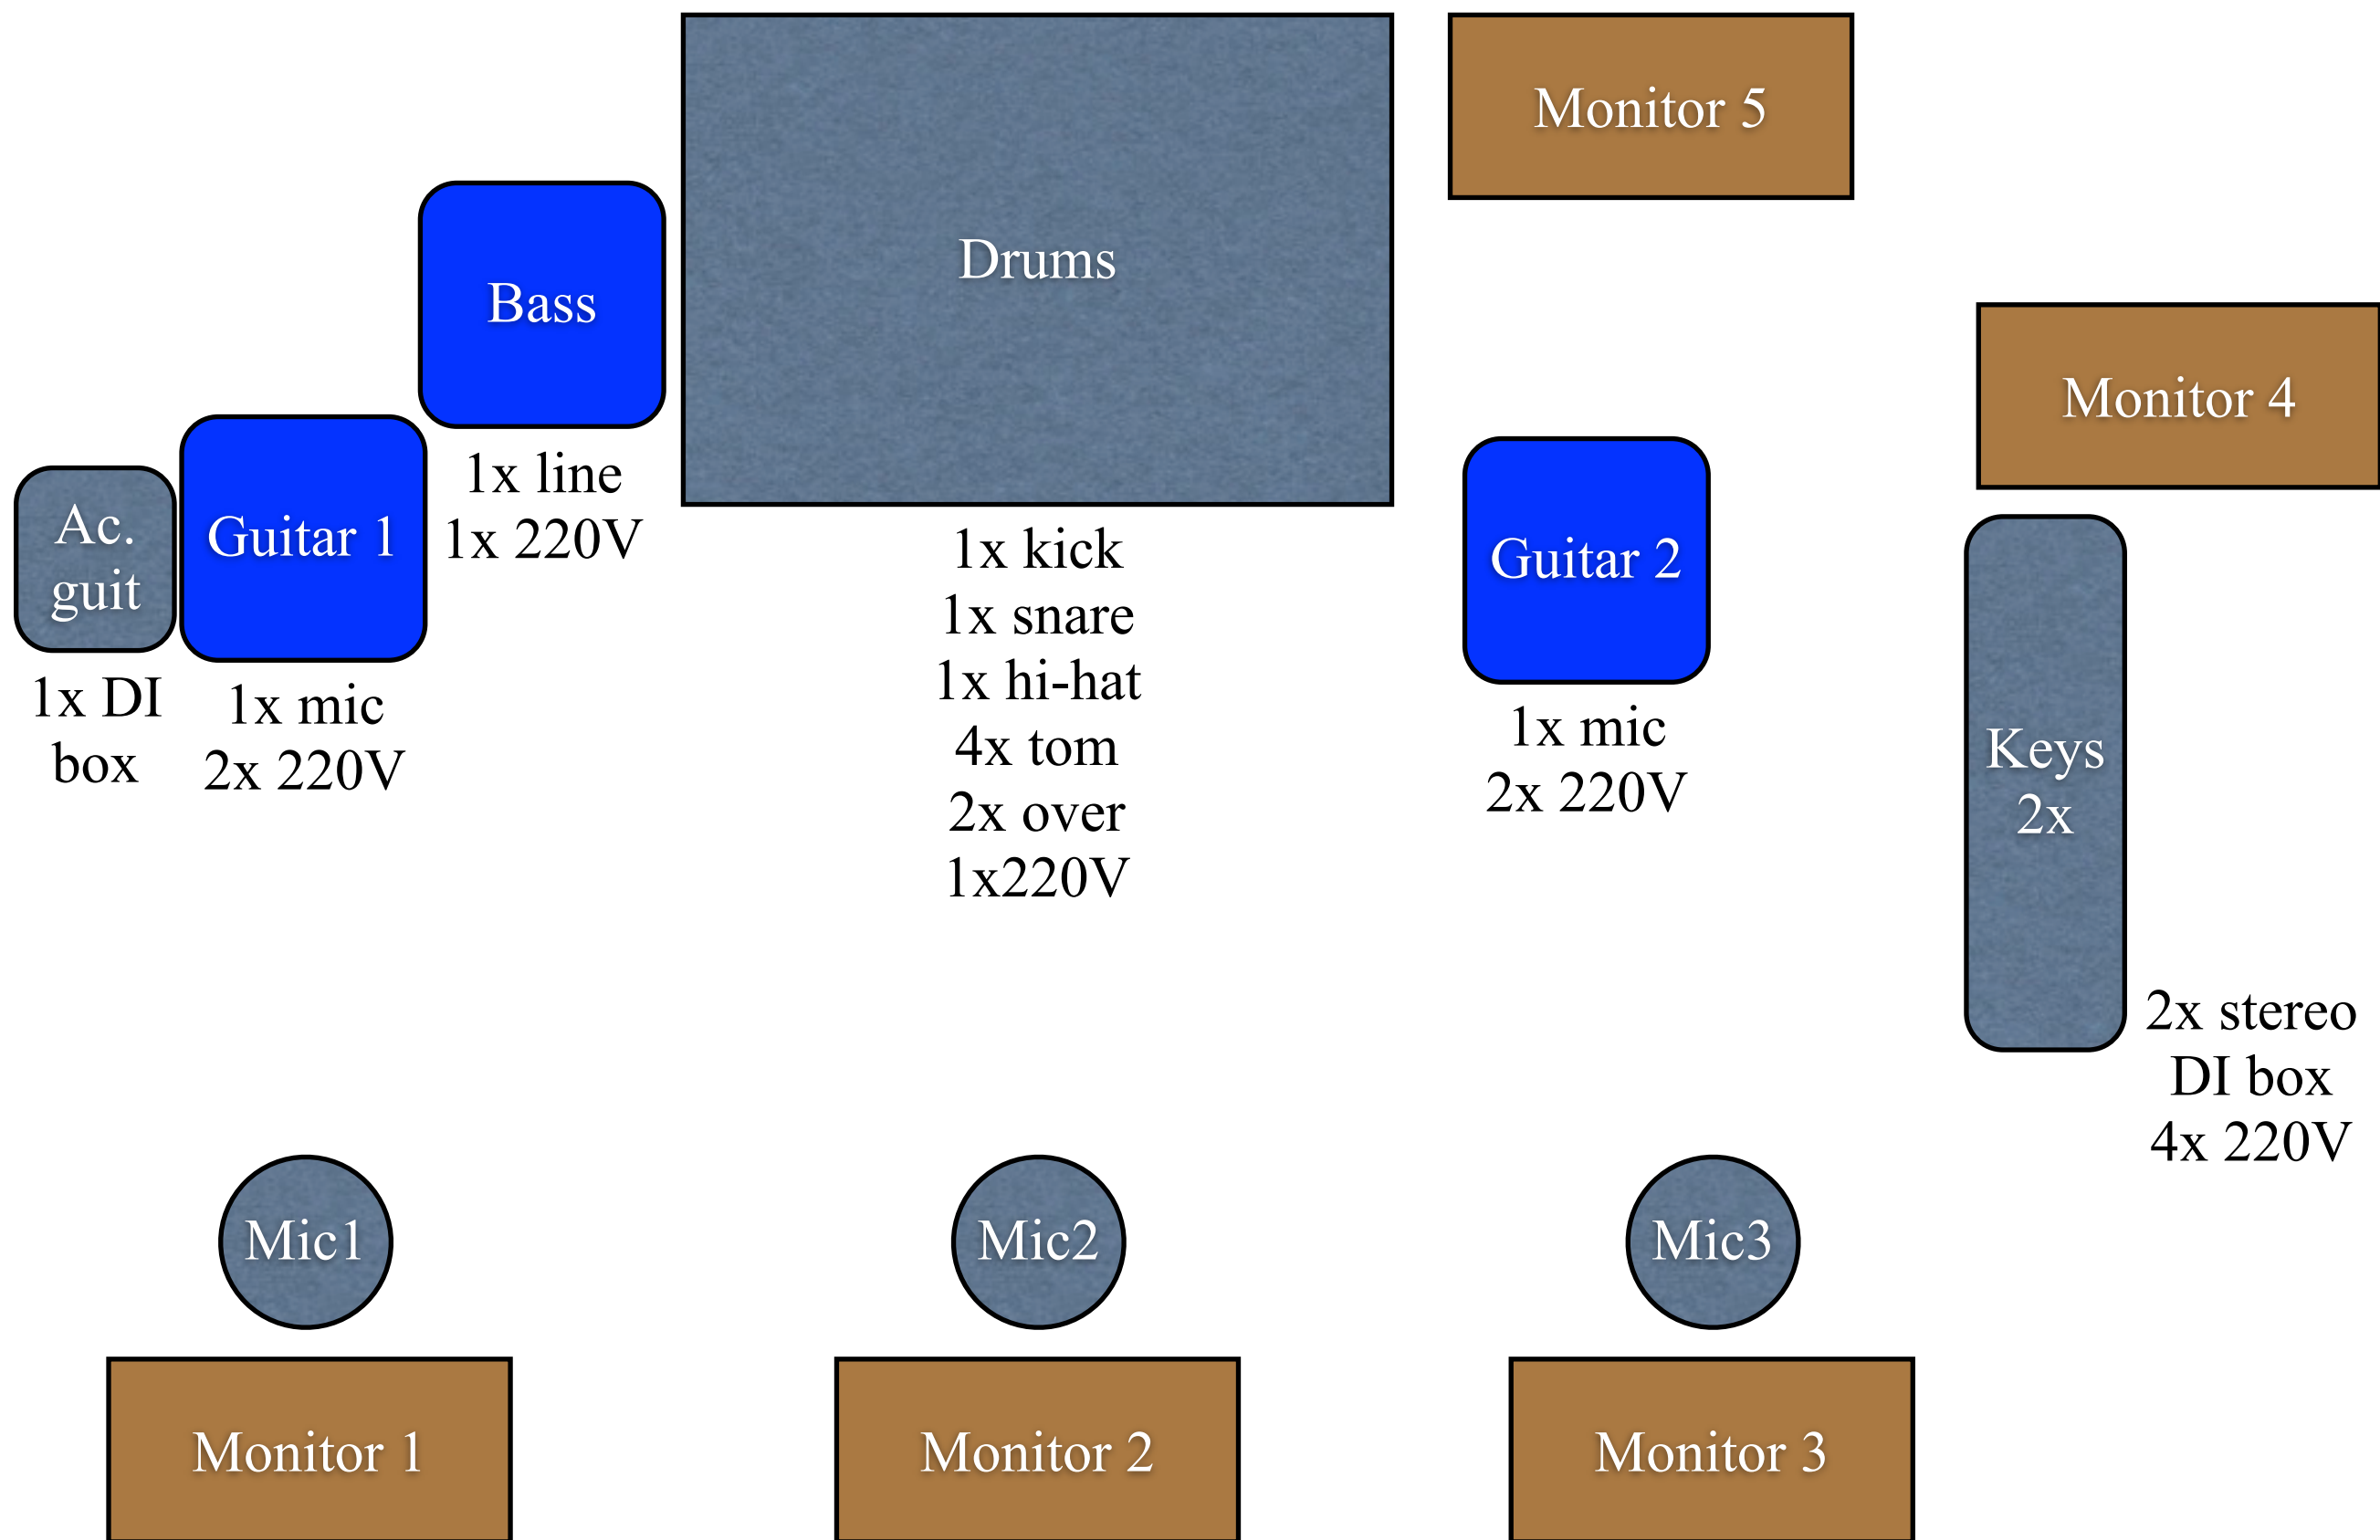 Monitor 5
Drums
Bass
Monitor 4
1x line
1x 220V
Ac.
guit
Guitar 1
Guitar 2
1x kick
1x snare
1x hi-hat
4x tom
2x over
1x220V
1x DI
box
1x mic
2x 220V
1x mic
2x 220V
Keys
2x
2x stereo
DI box
4x 220V
Mic1
Mic2
Mic3
Monitor 1
Monitor 2
Monitor 3